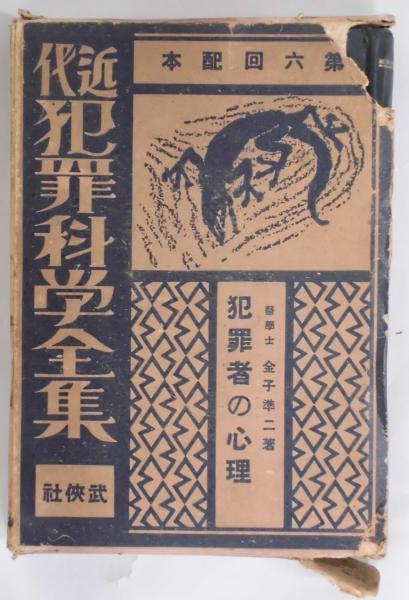 近代犯罪科学全集
武俠社
第六回配本
醫學士 金子準二著
犯罪者の心理